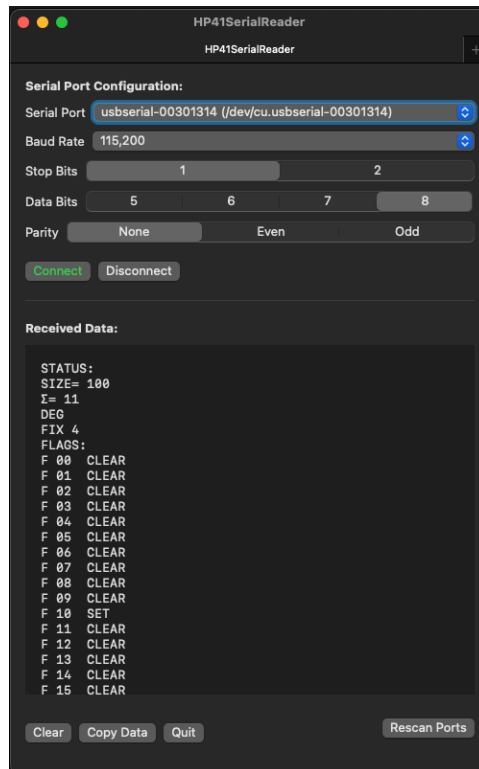 HP41SerialReader
HP41SerialReader +
Serial Port Configuration:
Serial Port usbserial-00301314 (/dev/cu.usbserial-00301314)
Baud Rate 115,200
Stop Bits 1 2
Data Bits 5 6 7 8
Parity None Even Odd
Connect Disconnect
Received Data:
STATUS:
SIZE= 100
Σ= 11
DEG
FIX 4
FLAGS:
F 00 CLEAR
F 01 CLEAR
F 02 CLEAR
F 03 CLEAR
F 04 CLEAR
F 05 CLEAR
F 06 CLEAR
F 07 CLEAR
F 08 CLEAR
F 09 CLEAR
F 10 SET
F 11 CLEAR
F 12 CLEAR
F 13 CLEAR
F 14 CLEAR
F 15 CLEAR
Clear Copy Data Quit Rescan Ports